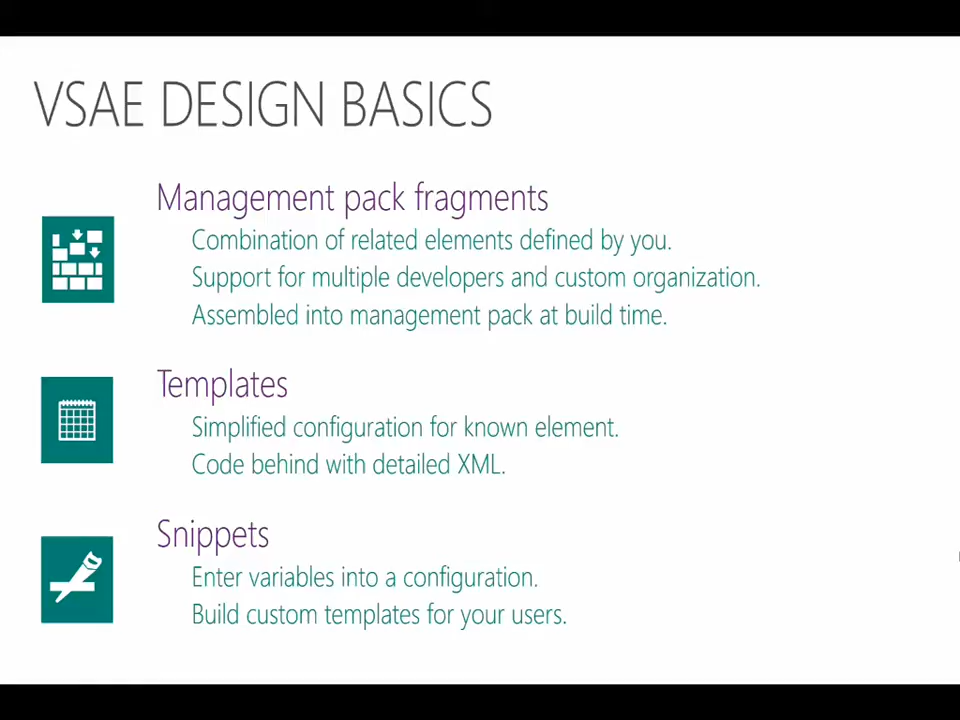 VSAE DESIGN BASICS
Management pack fragments
Combination of related elements defined by you.
Support for multiple developers and custom organization.
Assembled into management pack at build time.
Templates
Simplified configuration for known element.
Code behind with detailed XML.
Snippets
Enter variables into a configuration.
Build custom templates for your users.